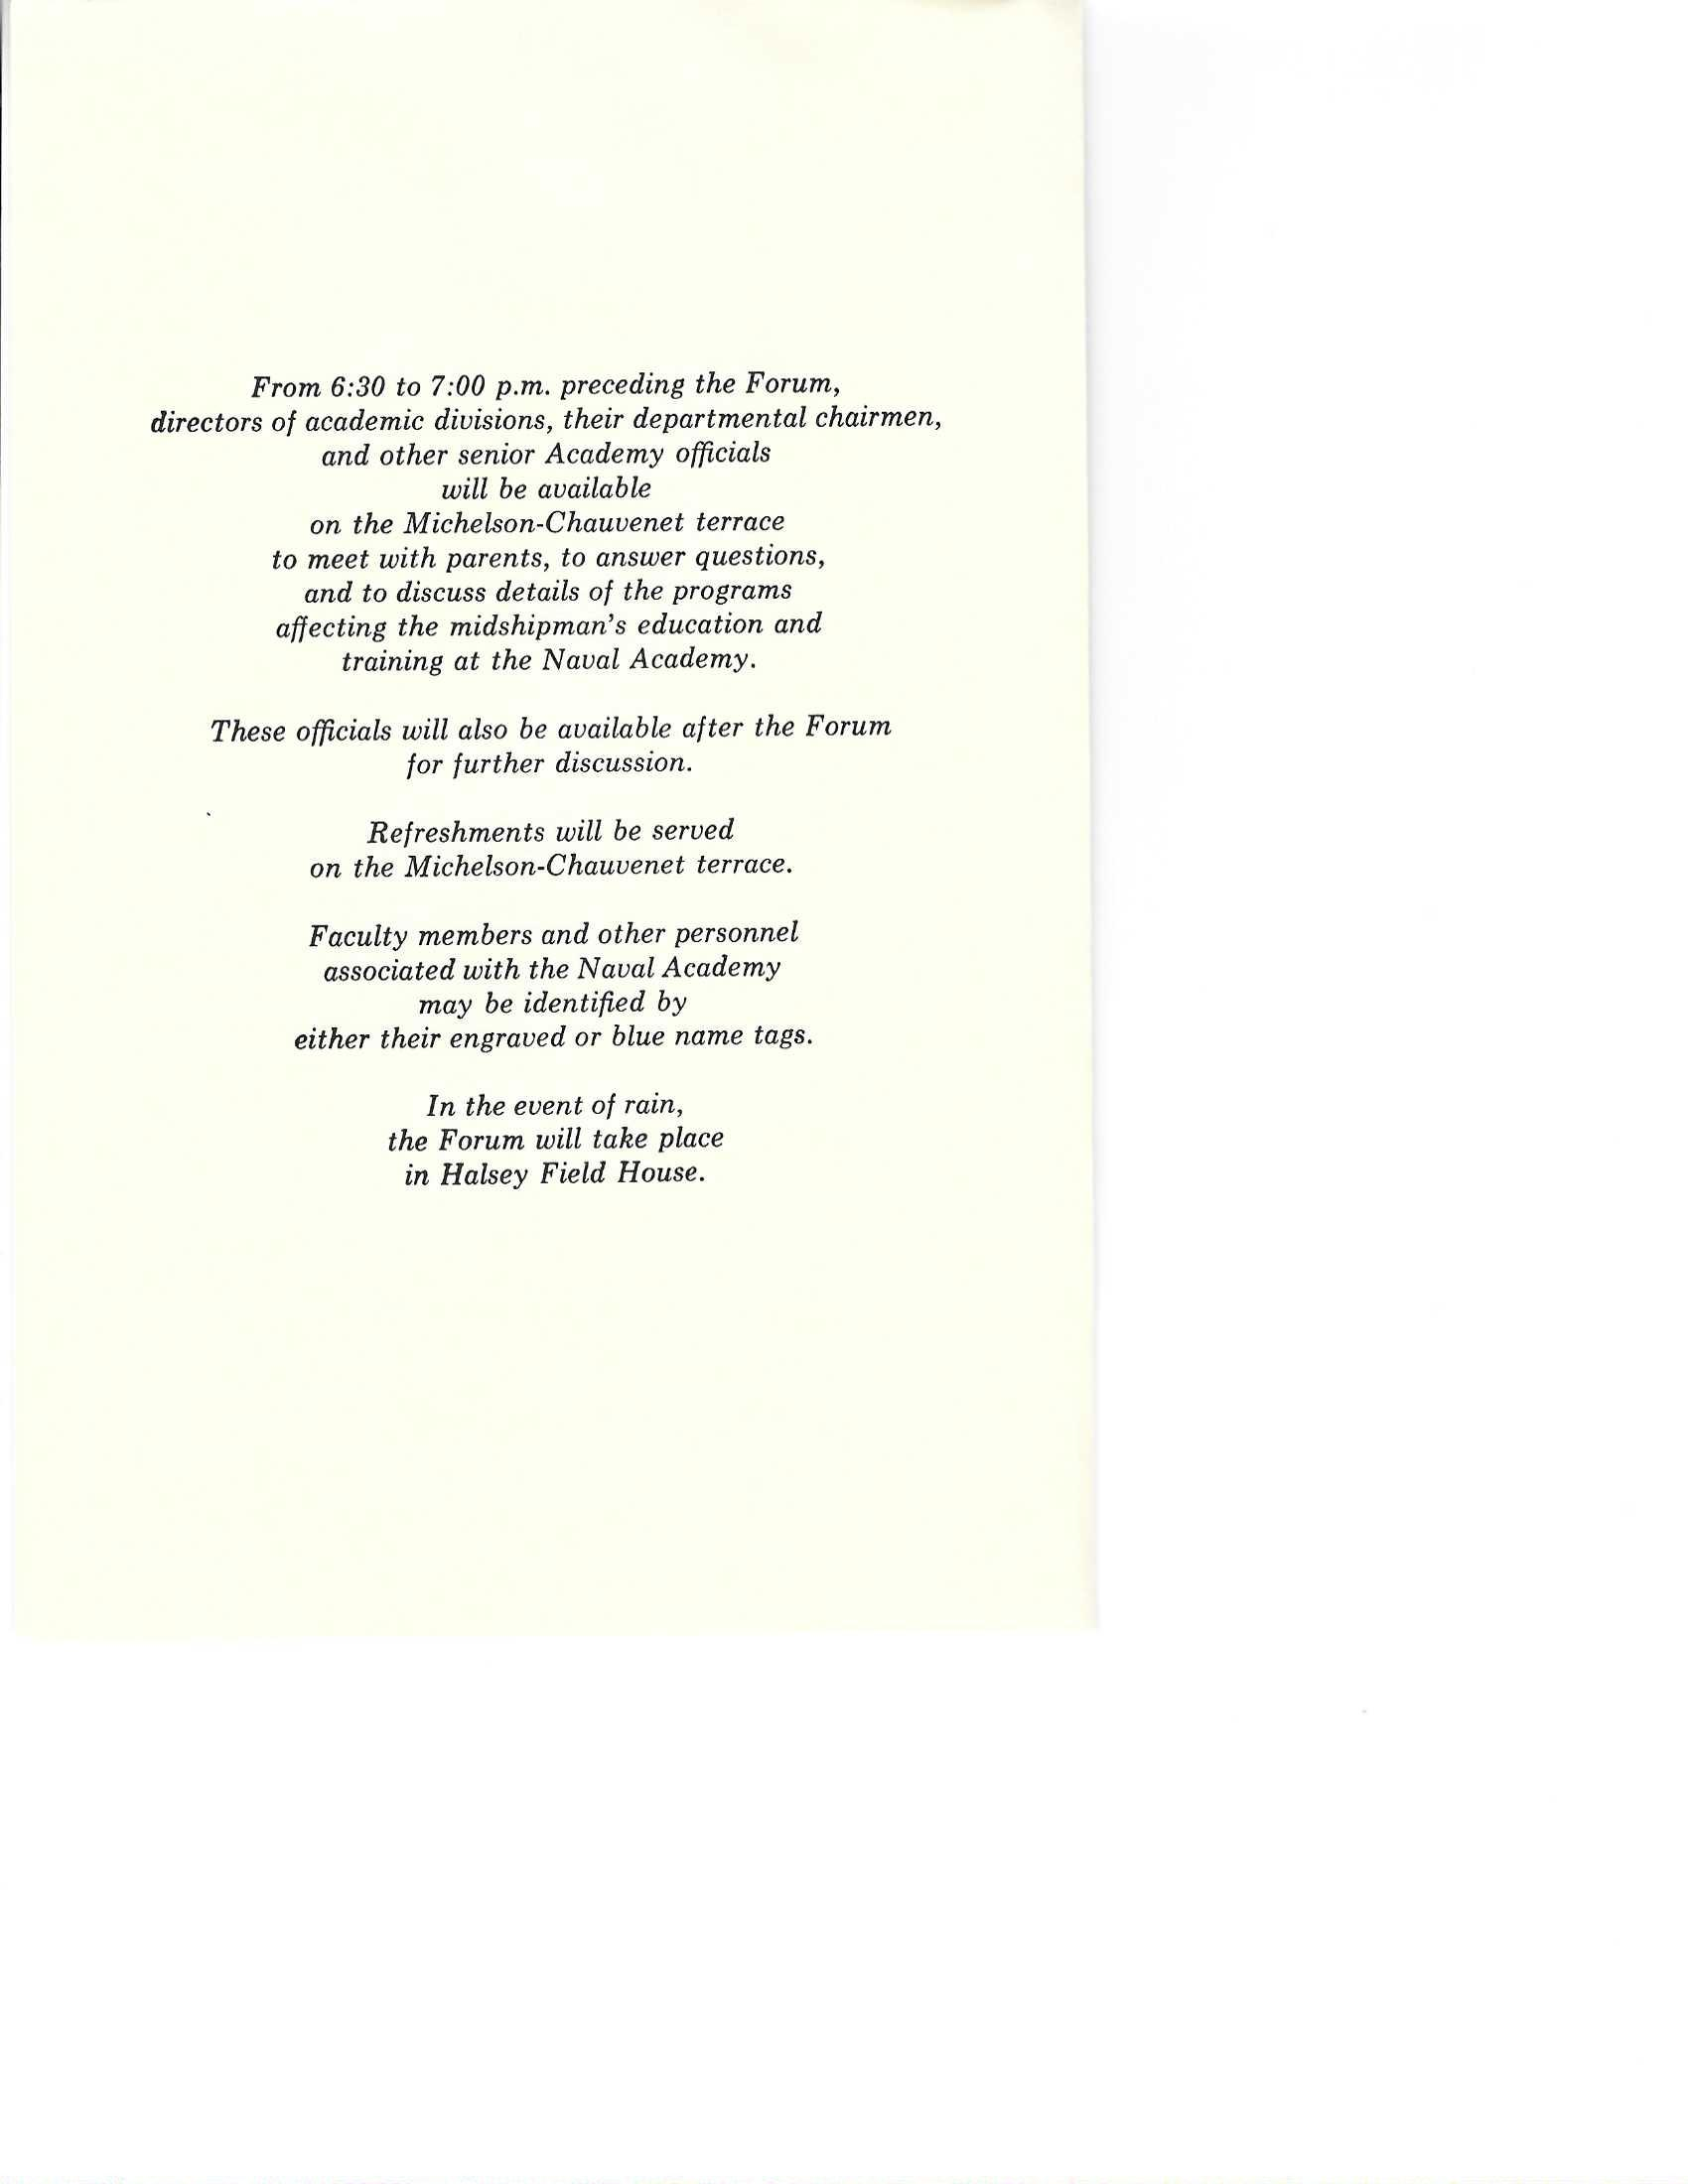 From 6:30 to 7:00 p.m. preceding the Forum,
directors of academic divisions, their departmental chairmen,
and other senior Academy officials
will be available
on the Michelson-Chauvenet terrace
to meet with parents, to answer questions,
and to discuss details of the programs
affecting the midshipman's education and
training at the Naval Academy.
These officials will also be available after the Forum
for further discussion.
Refreshments will be served
on the Michelson-Chauvenet terrace.
Faculty members and other personnel
associated with the Naval Academy
may be identified by
either their engraved or blue name tags.
In the event of rain,
the Forum will take place
in Halsey Field House.